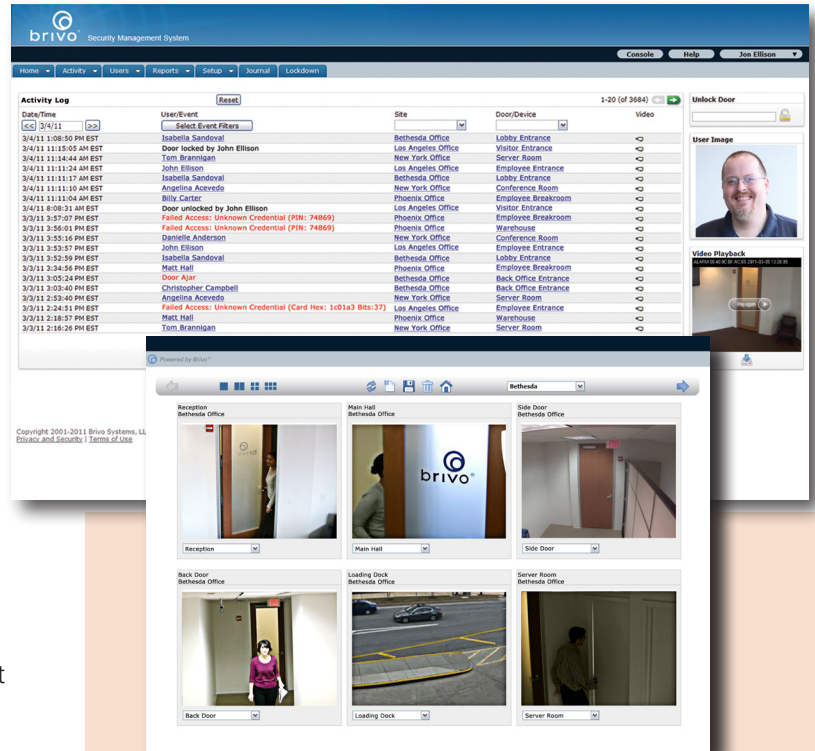 brivo Security Management System
Console Help Jon Ellison
Home Activity Users Reports Setup Journal Lockdown
Activity Log Reset 1-20 (of 3684)
Date/Time User/Event Site Door/Device Video
<< 3/4/11 >> Select Event Filters
3/4/11 1:08:50 PM EST Isabella Sandoval Bethesda Office Lobby Entrance
3/4/11 11:15:05 AM EST Door locked by John Ellison Los Angeles Office Visitor Entrance
3/4/11 11:14:44 AM EST Tom Brannigan New York Office Server Room
3/4/11 11:11:24 AM EST John Ellison Los Angeles Office Employee Entrance
3/4/11 11:11:17 AM EST Isabella Sandoval Bethesda Office Lobby Entrance
3/4/11 11:11:10 AM EST Angelina Acevedo New York Office Conference Room
3/4/11 11:11:04 AM EST Billy Carter Phoenix Office Employee Breakroom
3/4/11 8:08:31 AM EST Door unlocked by John Ellison Los Angeles Office Visitor Entrance
3/3/11 3:57:07 PM EST Failed Access: Unknown Credential (PIN: 74869) Phoenix Office Employee Breakroom
3/3/11 3:56:01 PM EST Failed Access: Unknown Credential (PIN: 74869) Phoenix Office Warehouse
3/3/11 3:55:16 PM EST Danielle Anderson New York Office Conference Room
3/3/11 3:53:57 PM EST John Ellison Los Angeles Office Employee Entrance
3/3/11 3:52:59 PM EST Isabella Sandoval Bethesda Office Lobby Entrance
3/3/11 3:34:56 PM EST Matt Hall Phoenix Office Employee Breakroom
3/3/11 3:05:24 PM EST Door Ajar Bethesda Office Back Office Entrance
3/3/11 3:03:40 PM EST Christopher Campbell Bethesda Office Back Office Entrance
3/3/11 2:53:40 PM EST Angelina Acevedo New York Office Server Room
3/3/11 2:24:51 PM EST Failed Access: Unknown Credential (Card Hex: 1c01a3 Bits:37) Los Angeles Office Employee Entrance
3/3/11 2:18:57 PM EST Matt Hall Phoenix Office Warehouse
3/3/11 2:16:26 PM EST Tom Brannigan New York Office Server Room
Unlock Door
User Image
Video Playback
Play again
Copyright 2001-2011 Brivo Systems, LL
Privacy and Security | Terms of Use
Powered by Brivo
Bethesda
Reception
Bethesda Office
brivo
Reception
Main Hall
Bethesda Office
brivo
Main Hall
Side Door
Bethesda Office
Side Door
Back Door
Bethesda Office
Back Door
Loading Dock
Bethesda Office
Loading Dock
Server Room
Bethesda Office
Server Room
t